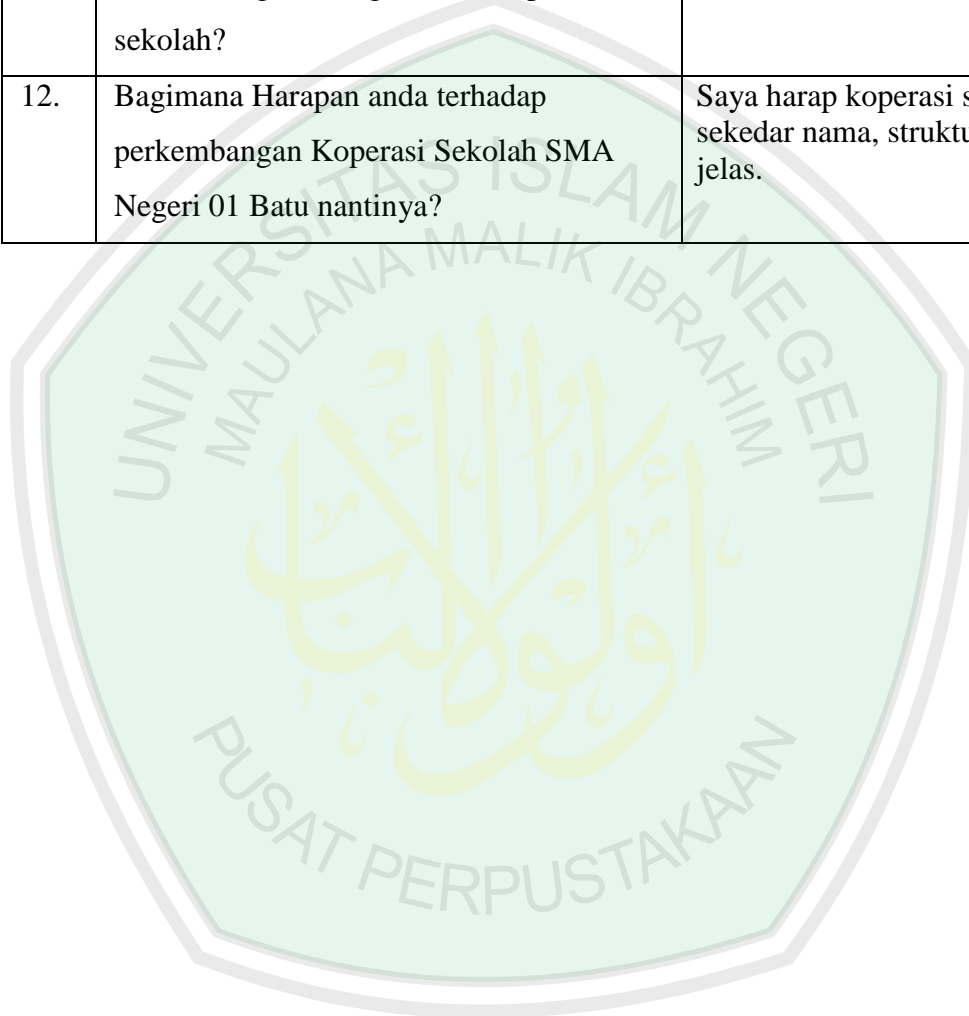 sekolah?
12.
Bagimana Harapan anda terhadap
perkembangan Koperasi Sekolah SMA
Negeri 01 Batu nantinya?
Saya harap koperasi
sekedar nama,
jelas.
UNIVERSITAS ISLAM NEGERI
MAULANA MALIK IBRAHIM
PUSAT PERPUSTAKAAN